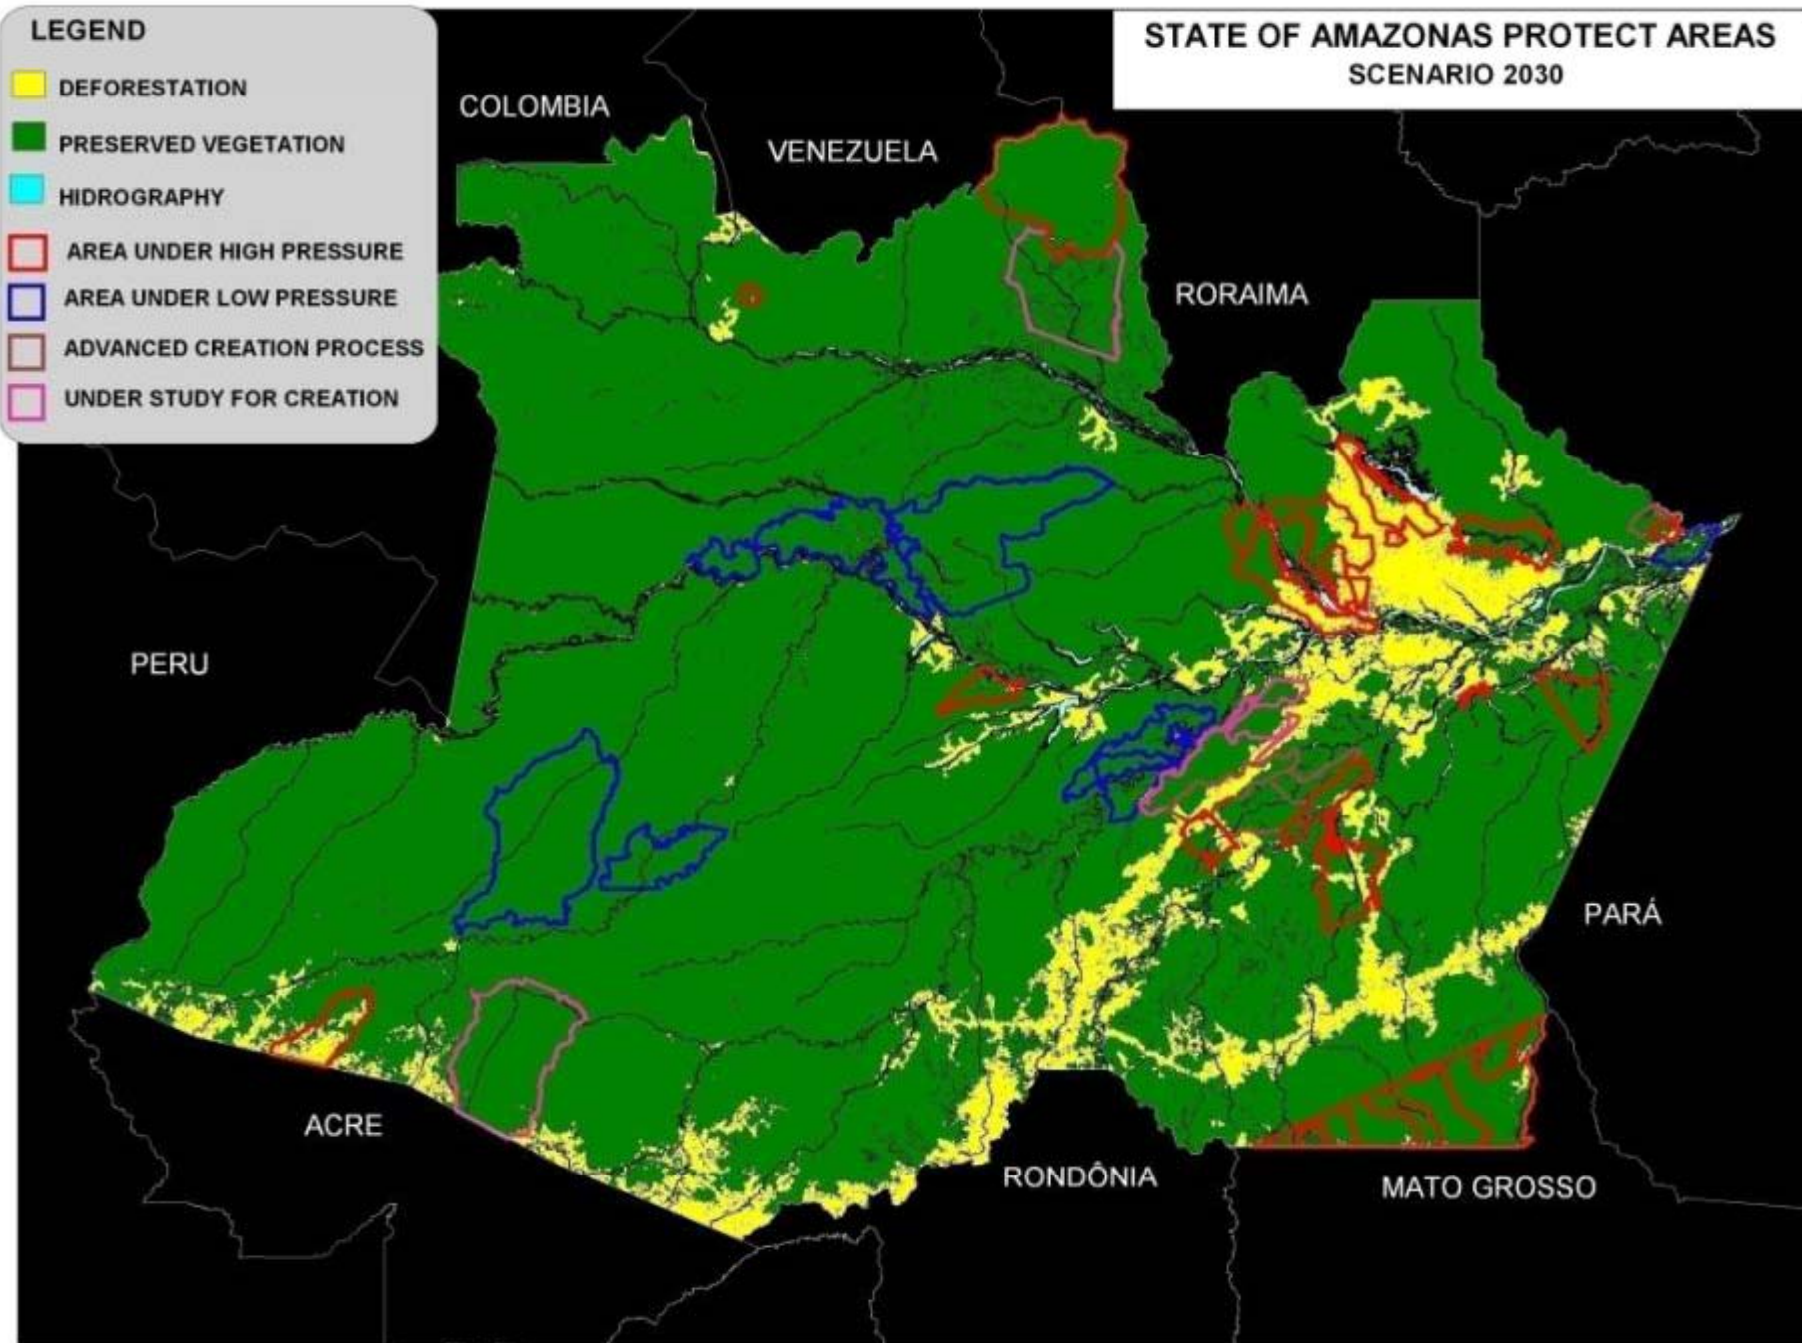 LEGEND
DEFORESTATION
PRESERVED VEGETATION
HIDROGRAPHY
AREA UNDER HIGH PRESSURE
AREA UNDER LOW PRESSURE
ADVANCED CREATION PROCESS
UNDER STUDY FOR CREATION
STATE OF AMAZONAS PROTECT AREAS
SCENARIO 2030
COLOMBIA
VENEZUELA
RORAIMA
PERU
PARÁ
ACRE
RONDÔNIA
MATO GROSSO